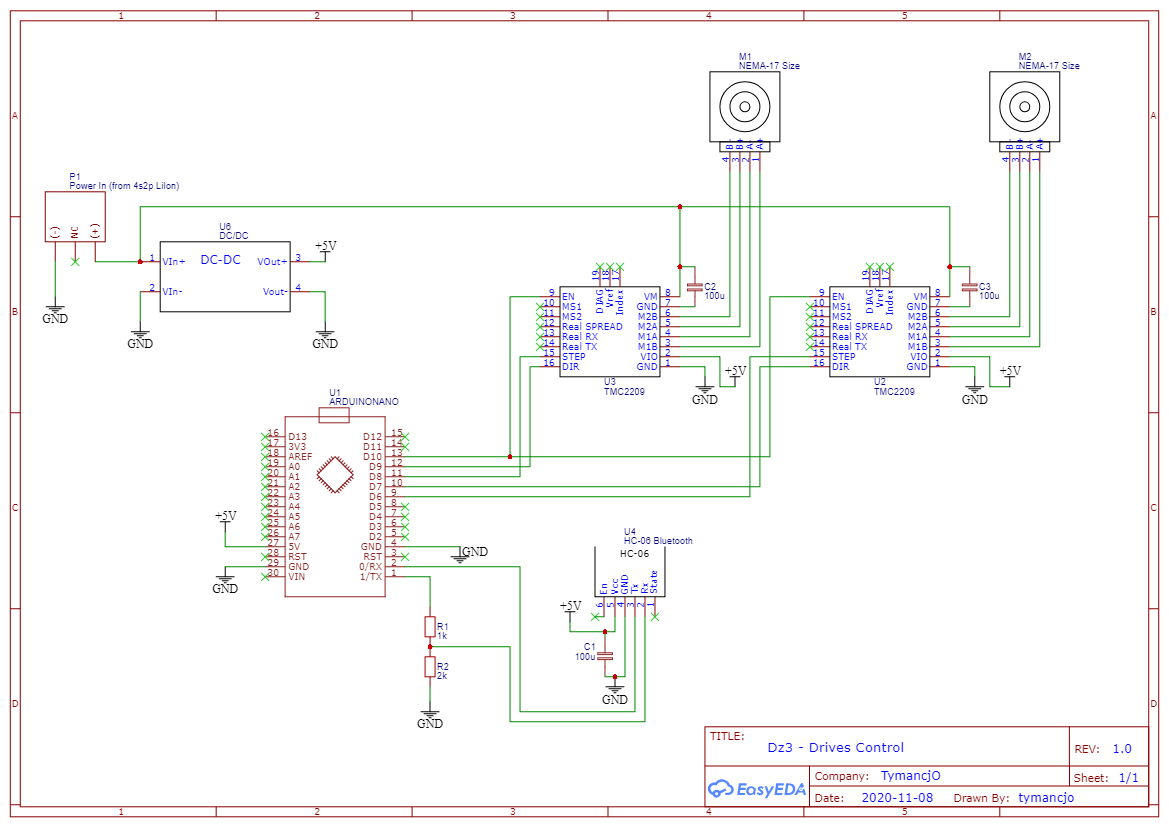 1 2 3 4 5
A
B
C
D
A
B
C
D
1 2 3 4 5
P1
Power In (from 4s2p LiIon)
(-) NC (+)
GND
U6
DC/DC
DC-DC
1 VIn+
2 VIn-
VOut+ 3
Vout- 4
+5V
GND
GND
M1
NEMA-17 Size
B- B+ A- A+
4 3 2 1
M2
NEMA-17 Size
B- B+ A- A+
4 3 2 1
19 18 17
DIAG Vref Index
9 EN
10 MS1
11 MS2
12 Real SPREAD
13 Real RX
14 Real TX
15 STEP
16 DIR
VM 8
GND 7
M2B 6
M2A 5
M1A 4
M1B 3
VIO 2
GND 1
U3
TMC2209
C2
100u
+5V
GND
19 18 17
DIAG Vref Index
9 EN
10 MS1
11 MS2
12 Real SPREAD
13 Real RX
14 Real TX
15 STEP
16 DIR
VM 8
GND 7
M2B 6
M2A 5
M1A 4
M1B 3
VIO 2
GND 1
U2
TMC2209
C3
100u
+5V
GND
U1
ARDUINONANO
16 D13
17 3V3
18 AREF
19 A0
20 A1
21 A2
22 A3
23 A4
24 A5
25 A6
26 A7
27 5V
28 RST
29 GND
30 VIN
D12 15
D11 14
D10 13
D9 12
D8 11
D7 10
D6 9
D5 8
D4 7
D3 6
D2 5
GND 4
RST 3
0/RX 2
1/TX 1
+5V
GND
GND
R1
1k
R2
2k
GND
U4
HC-06 Bluetooth
HC-06
En Vcc GND Tx Rx State
6 5 4 3 2 1
+5V
C1
100u
GND
TITLE:
Dz3 - Drives Control
REV: 1.0
EasyEDA
Company: TymancjO
Sheet: 1/1
Date: 2020-11-08 Drawn By: tymancjo